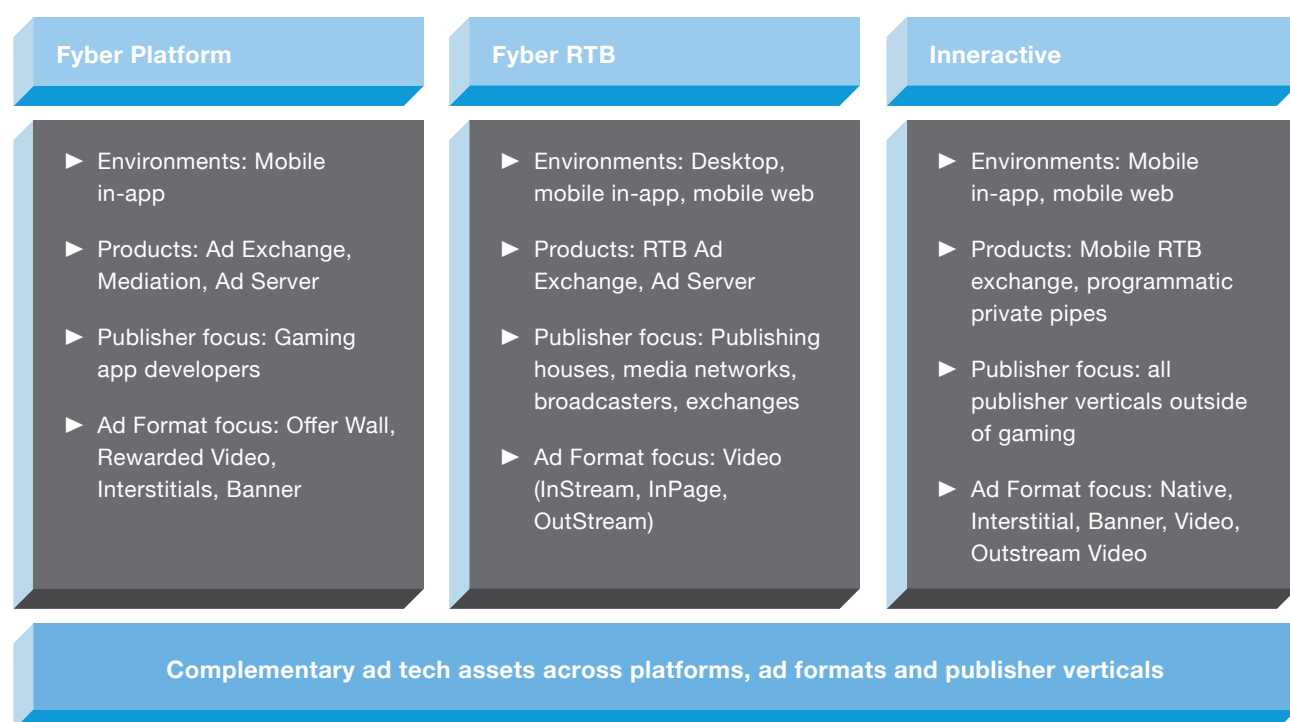 Fyber Platform
► Environments: Mobile
in-app
► Products: Ad Exchange,
Mediation, Ad Server
► Publisher focus: Gaming
app developers
► Ad Format focus: Offer Wall,
Rewarded Video,
Interstitials, Banner
Fyber RTB
► Environments: Desktop,
mobile in-app, mobile web
► Products: RTB Ad
Exchange, Ad Server
► Publisher focus: Publishing
houses, media networks,
broadcasters, exchanges
► Ad Format focus: Video
(InStream, InPage,
OutStream)
Inneractive
► Environments: Mobile
in-app, mobile web
► Products: Mobile RTB
exchange, programmatic
private pipes
► Publisher focus: all
publisher verticals outside
of gaming
► Ad Format focus: Native,
Interstitial, Banner, Video,
Outstream Video
Complementary ad tech assets across platforms, ad formats and publisher verticals